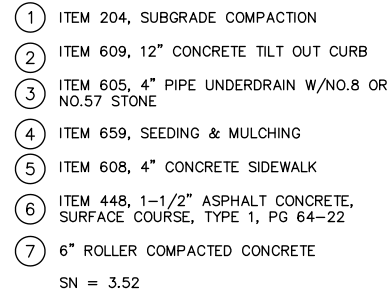 1 ITEM 204, SUBGRADE COMPACTION
2 ITEM 609, 12" CONCRETE TILT OUT CURB
3 ITEM 605, 4" PIPE UNDERDRAIN W/NO.8 OR
NO.57 STONE
4 ITEM 659, SEEDING & MULCHING
5 ITEM 608, 4" CONCRETE SIDEWALK
6 ITEM 448, 1-1/2" ASPHALT CONCRETE,
SURFACE COURSE, TYPE 1, PG 64-22
7 6" ROLLER COMPACTED CONCRETE
SN = 3.52